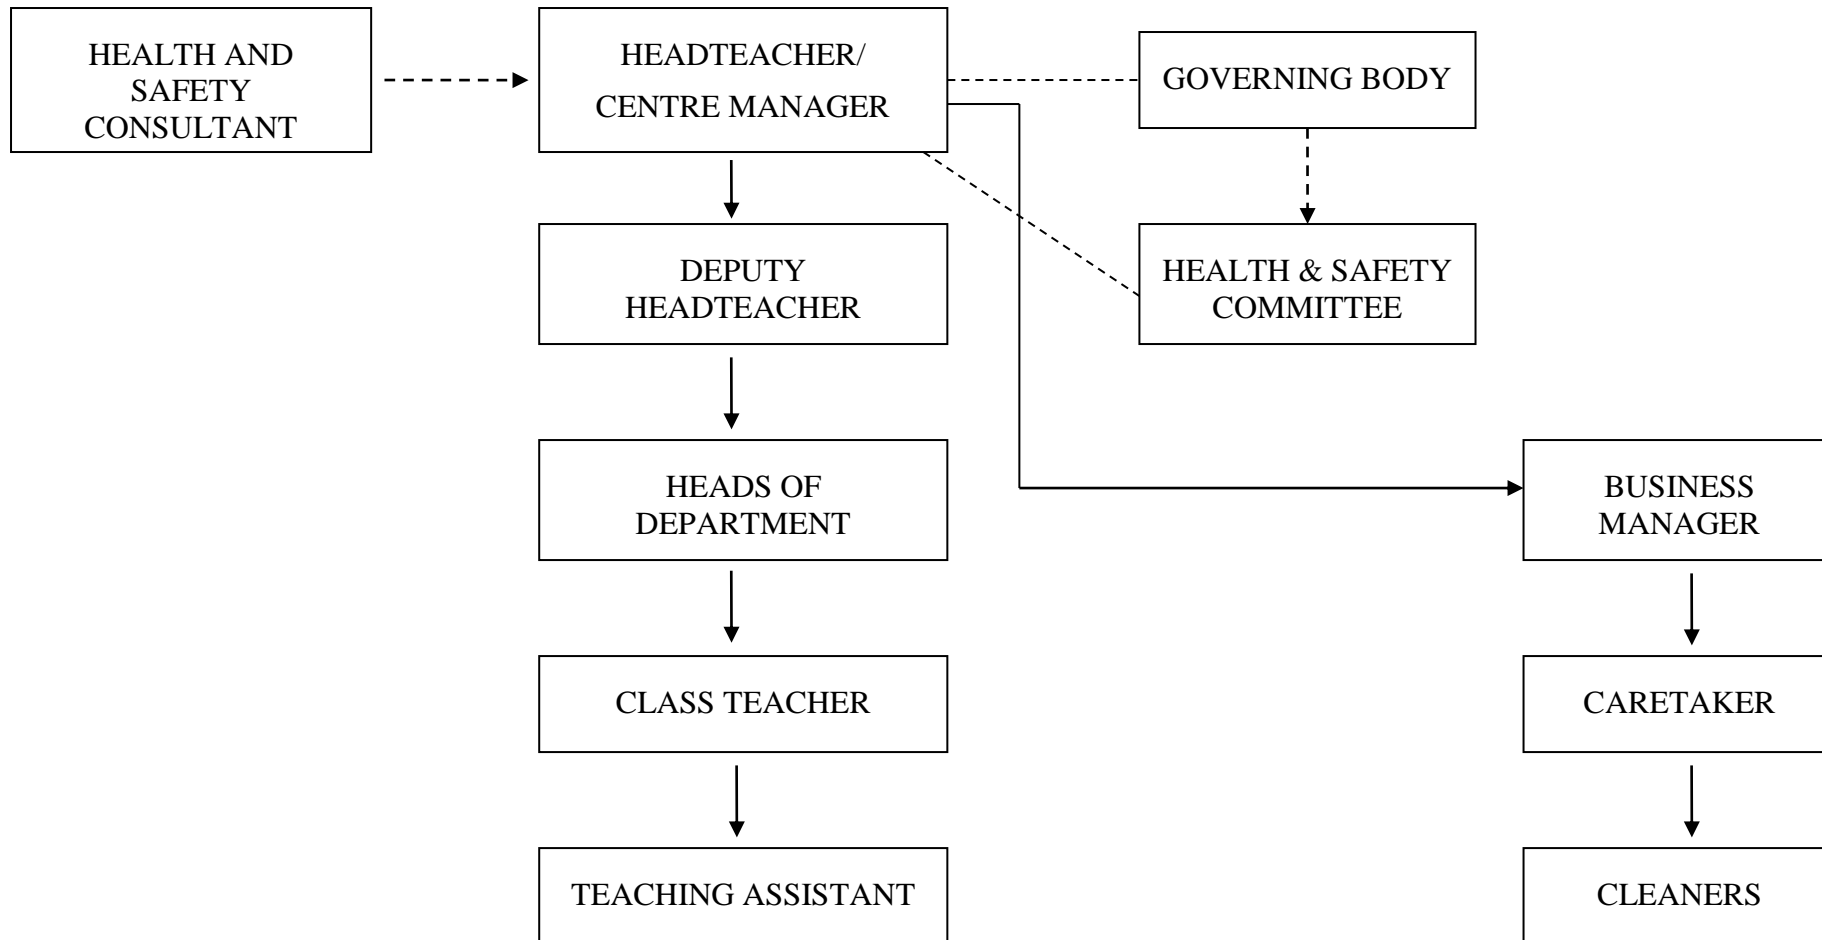 HEALTH AND
SAFETY
CONSULTANT
HEADTEACHER/
CENTRE MANAGER
GOVERNING BODY
DEPUTY
HEADTEACHER
HEALTH & SAFETY
COMMITTEE
HEADS OF
DEPARTMENT
BUSINESS
MANAGER
CLASS TEACHER
CARETAKER
TEACHING ASSISTANT
CLEANERS